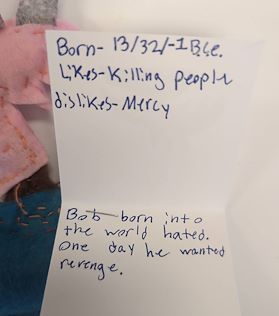 Born- 13/32/-1 Bce.
Likes-Killing people
dislikes-Mercy
Bob born into
the world hated.
One day he wanted
revenge.